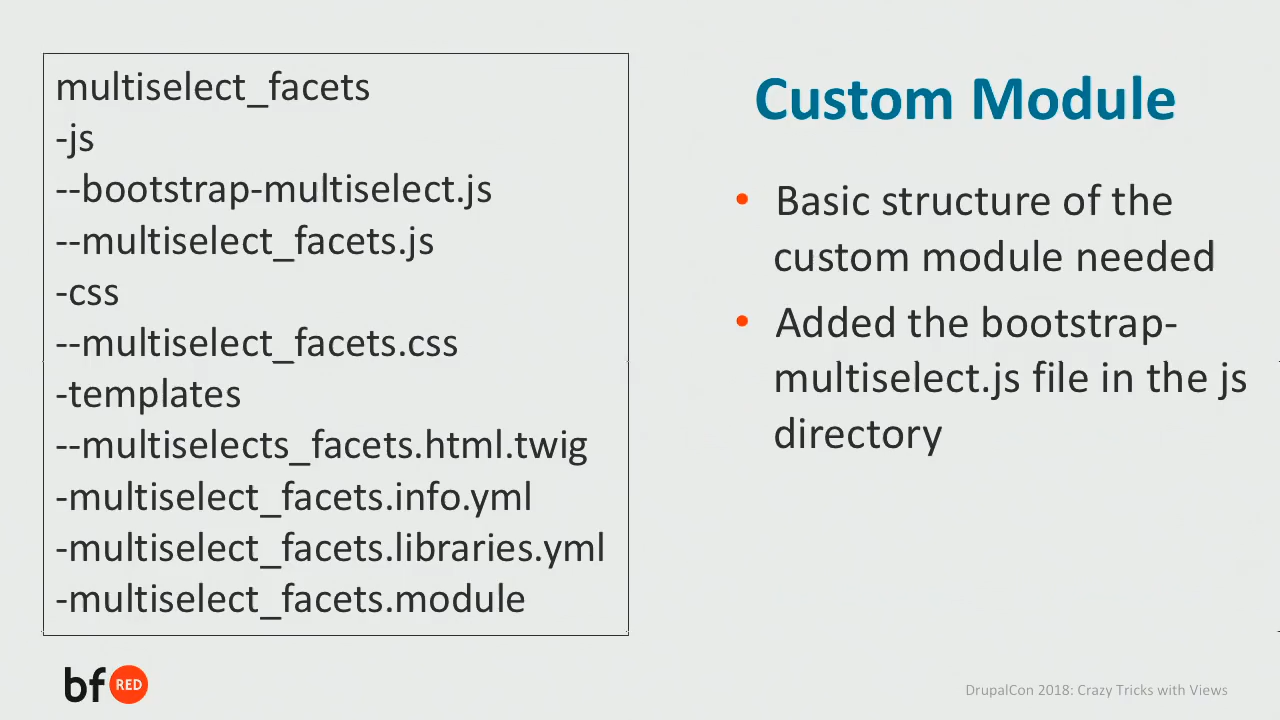 multiselect_facets
-js
--bootstrap-multiselect.js
--multiselect_facets.js
-css
--multiselect_facets.css
-templates
--multiselects_facets.html.twig
-multiselect_facets.info.yml
-multiselect_facets.libraries.yml
-multiselect_facets.module
Custom Module
• Basic structure of the
custom module needed
• Added the bootstrap-
multiselect.js file in the js
directory
bf RED
DrupalCon 2018: Crazy Tricks with Views